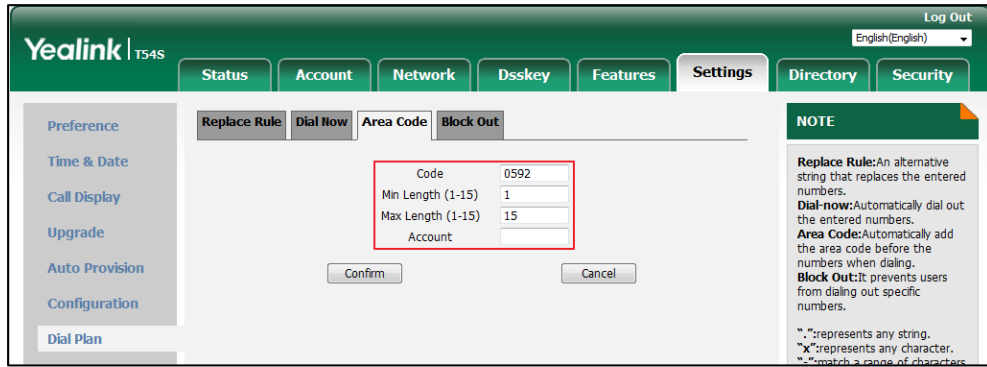 Log Out
English(English)
Yealink T54S
Status Account Network Dsskey Features Settings Directory Security
Preference
Time & Date
Call Display
Upgrade
Auto Provision
Configuration
Dial Plan
Replace Rule Dial Now Area Code Block Out
Code 0592
Min Length (1-15) 1
Max Length (1-15) 15
Account
Confirm Cancel
NOTE
Replace Rule:An alternative
string that replaces the entered
numbers.
Dial-now:Automatically dial out
the entered numbers.
Area Code:Automatically add
the area code before the
numbers when dialing.
Block Out:It prevents users
from dialing out specific
numbers.
".":represents any string.
"x":represents any character.
"-":match a range of characters